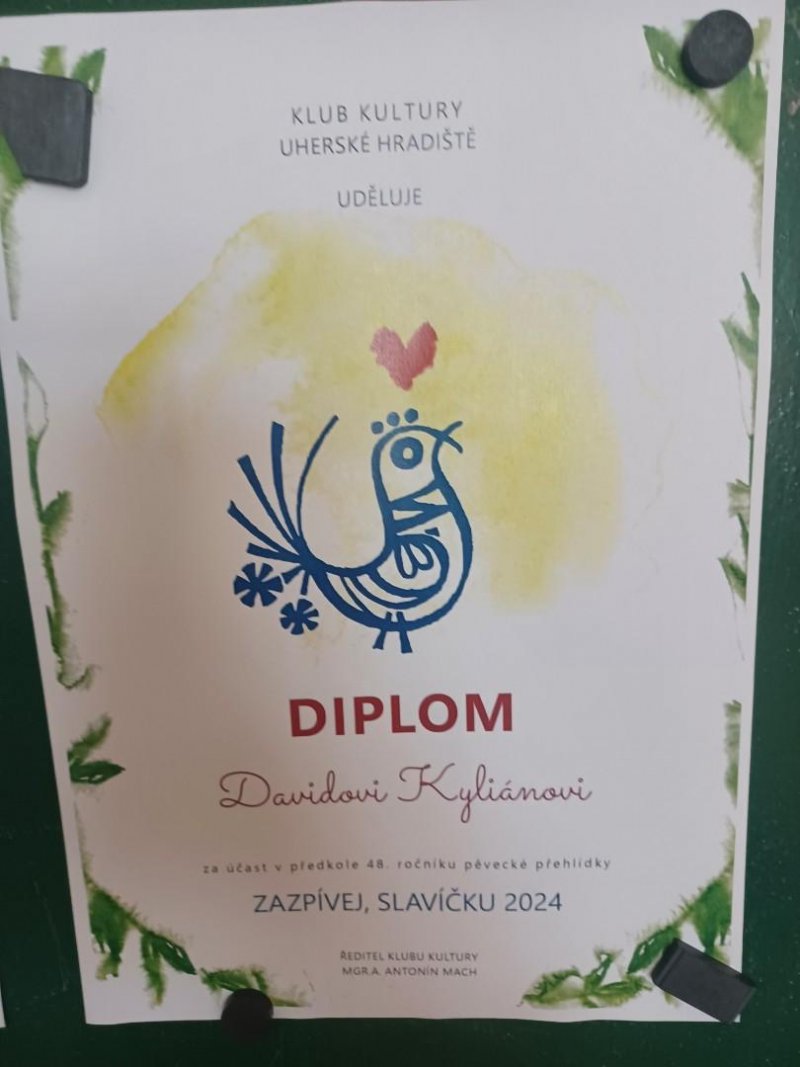 KLUB KULTURY
UHERSKÉ HRADIŠTĚ
UDĚLUJE
DIPLOM
Davidovi Kyliánovi
za účast v předkole 48. ročníku pěvecké přehlídky
ZAZPÍVEJ, SLAVÍČKU 2024
ŘEDITEL KLUBU KULTURY
MGR.A. ANTONÍN MACH